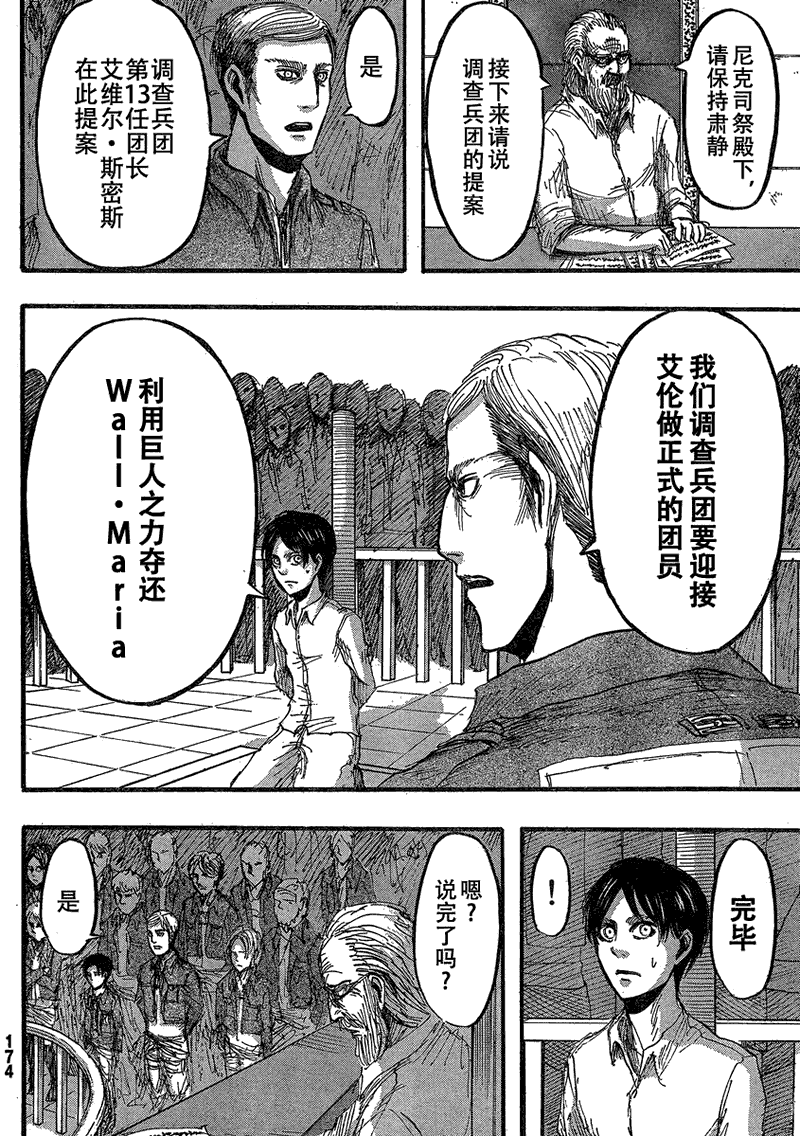 尼克司祭殿下，
请保持肃静
接下来请说
调查兵团的提案
是
调查兵团
第13任团长
艾维尔·斯密斯
在此提案
我们调查兵团要迎接
艾伦做正式的团员
利用巨人之力夺还
Wall·Maria
完毕
！
嗯？
说完了吗？
是
174